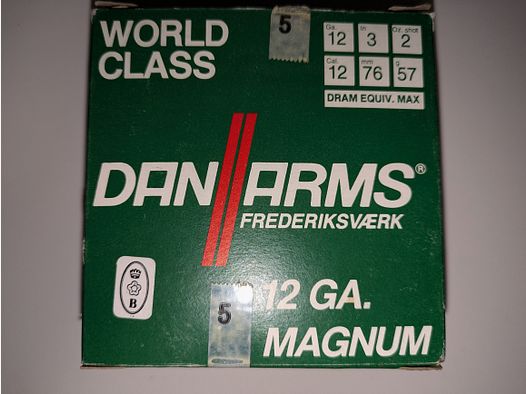 WORLD
CLASS
5
Ga. In Oz. shot
12 3 2
Cal. mm g
12 76 57
DRAM EQUIV. MAX
DAN ARMS®
FREDERIKSVÆRK
B
5
12 GA.
MAGNUM